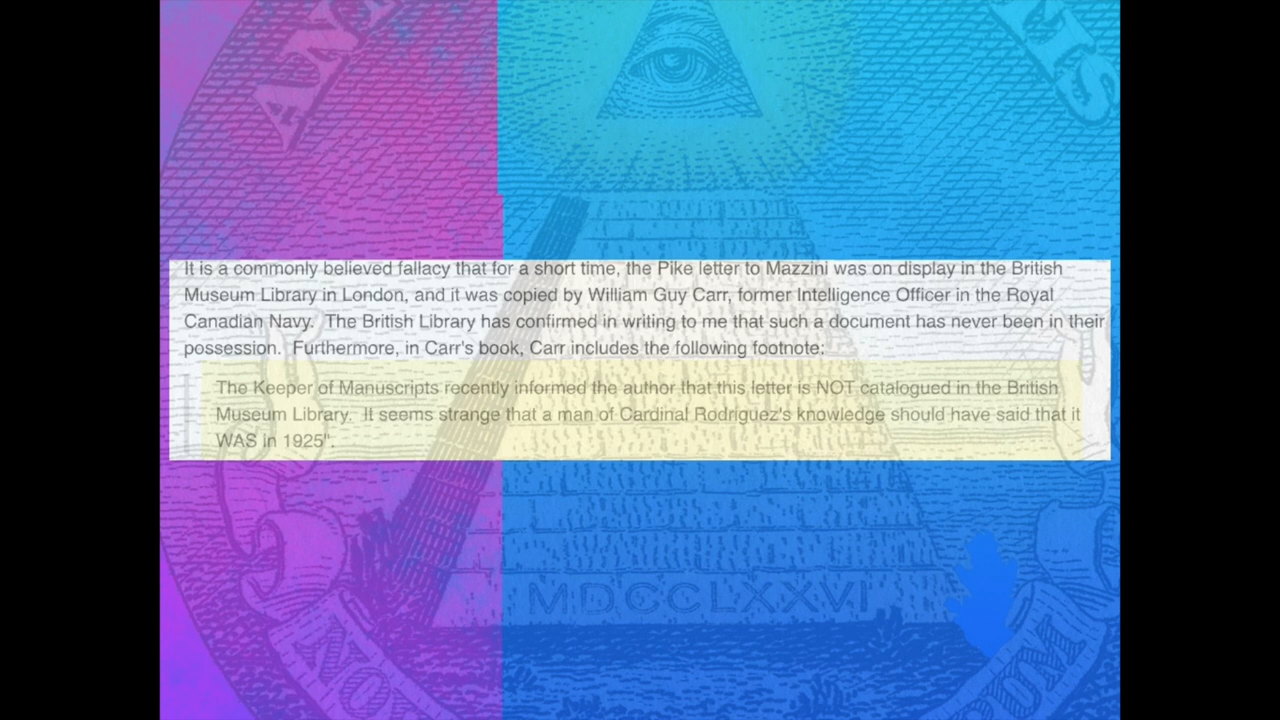 ANNU
TIS
It is a commonly believed fallacy that for a short time, the Pike letter to Mazzini was on display in the British
Museum Library in London, and it was copied by William Guy Carr, former Intelligence Officer in the Royal
Canadian Navy. The British Library has confirmed in writing to me that such a document has never been in their
possession. Furthermore, in Carr's book, Carr includes the following footnote:
The Keeper of Manuscripts recently informed the author that this letter is NOT catalogued in the British
Museum Library. It seems strange that a man of Cardinal Rodriguez's knowledge should have said that it
WAS in 1925".
MDCCLXXVI
NO